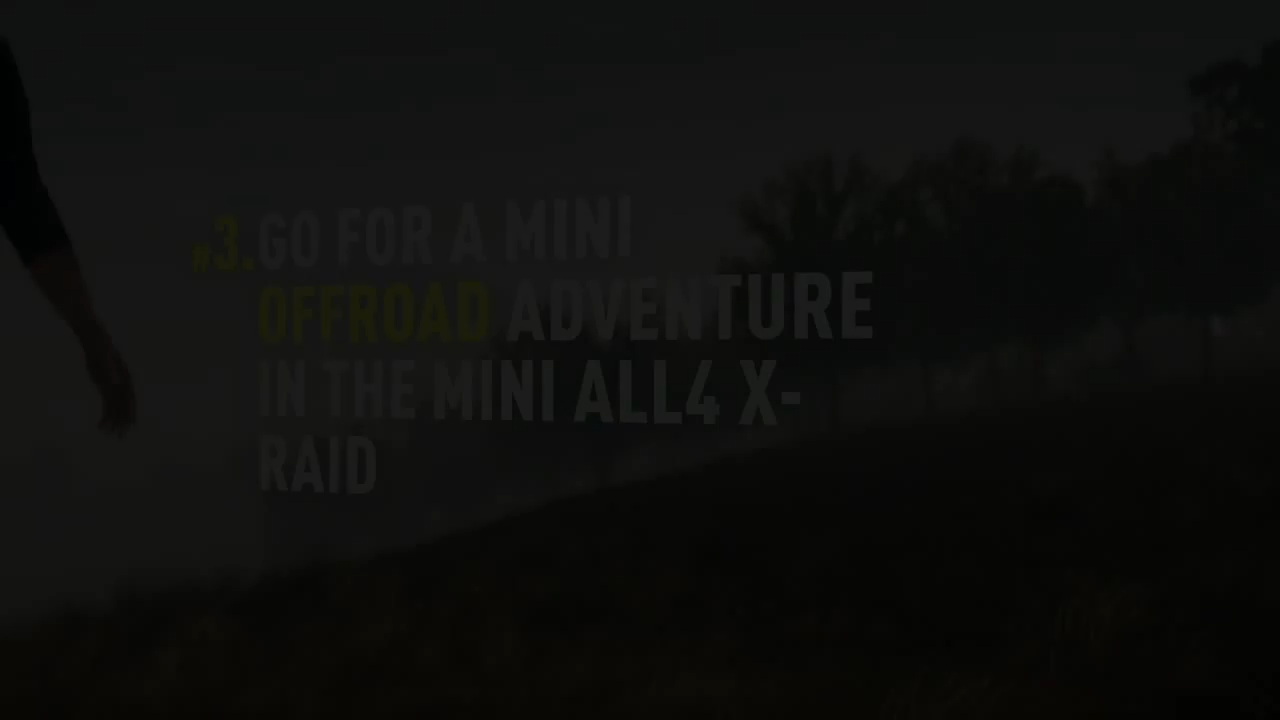 #3. GO FOR A MINI
OFFROAD ADVENTURE
IN THE MINI ALL4 X-
RAID